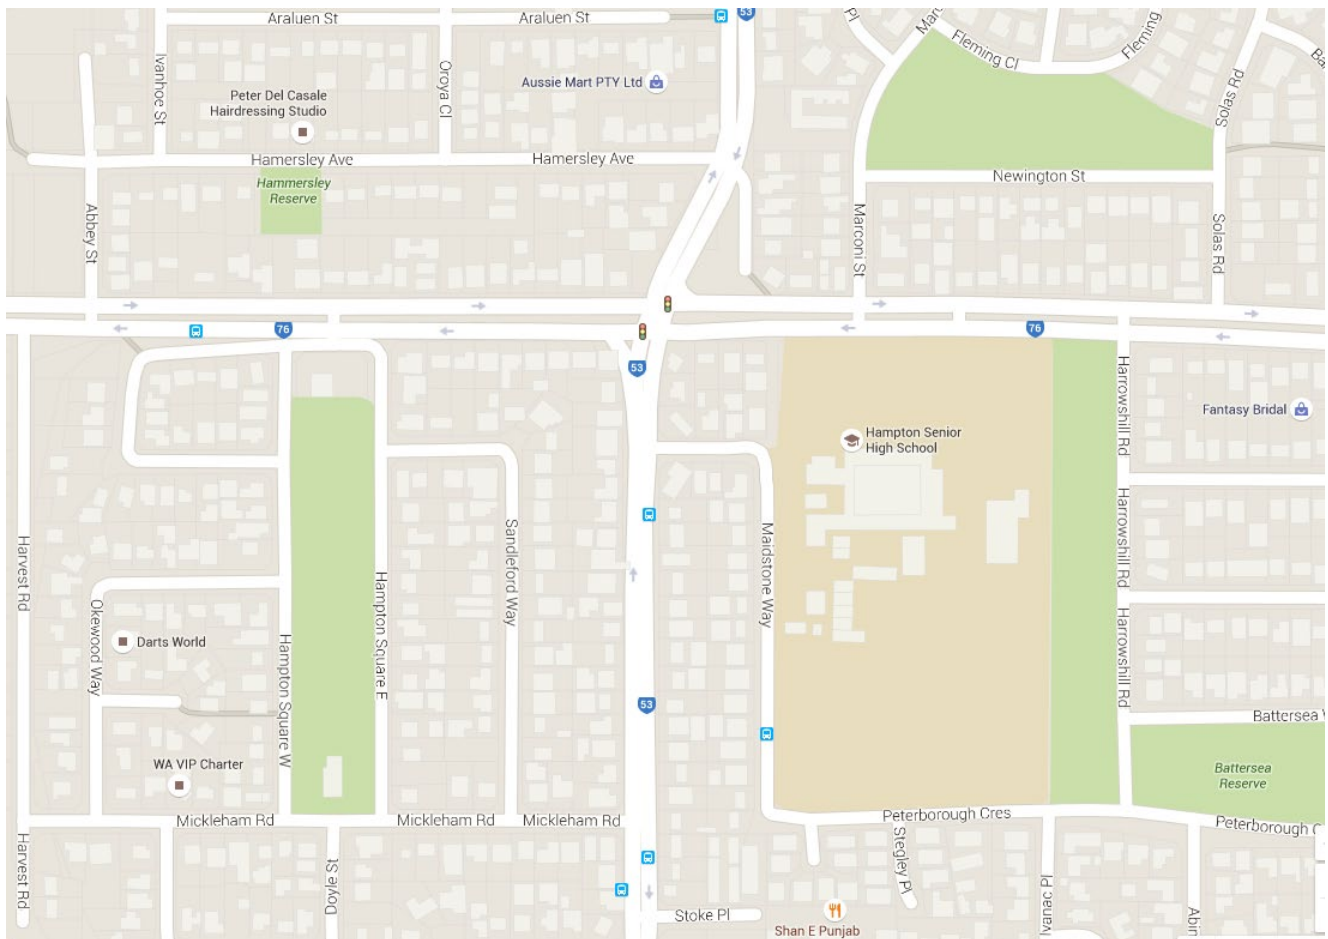 Araluen St
Araluen St
53
Pl
Marc
Fleming Cl
Fleming
Solas Rd
Ivanhoe St
Oroya Cl
Aussie Mart PTY Ltd
Peter Del Casale
Hairdressing Studio
Hamersley Ave
Hamersley Ave
Hammersley
Reserve
Newington St
Abbey St
Marconi St
Solas Rd
76
76
53
Harrowshill Rd
Fantasy Bridal
Hampton Senior
High School
Harvest Rd
Sandleford Way
Maidstone Way
Harrowshill Rd
Okewood Way
Hampton Square E
Darts World
Hampton Square W
Harrowshill Rd
53
Battersea
WA VIP Charter
Battersea
Reserve
Mickleham Rd
Mickleham Rd
Mickleham Rd
Peterborough Cres
Peterborough C
Harvest Rd
Doyle St
Stegley Pl
Ivanac Pl
Abin
Stoke Pl
Shan E Punjab